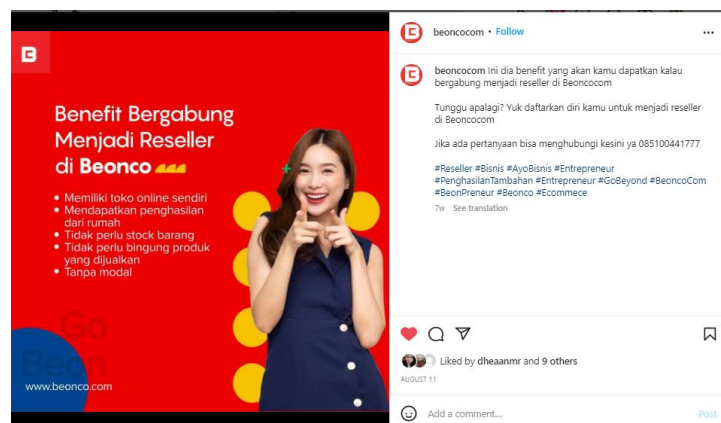 Benefit Bergabung
Menjadi Reseller
di Beonco
• Memiliki toko online sendiri
• Mendapatkan penghasilan
dari rumah
• Tidak perlu stock barang
• Tidak perlu bingung produk
yang dijualkan
• Tanpa modal
Go
Beon
www.beonco.com
beoncocom • Follow
beoncocom Ini dia benefit yang akan kamu dapatkan kalau
bergabung menjadi reseller di Beoncocom
Tunggu apalagi? Yuk daftarkan diri kamu untuk menjadi reseller
di Beoncocom
Jika ada pertanyaan bisa menghubungi kesini ya 085100441777
#Reseller #Bisnis #AyoBisnis #Entrepreneur
#PenghasilanTambahan #Entrepreneur #GoBeyond #BeoncoCom
#BeonPreneur #Beonco #Ecommece
7w See translation
Liked by dheaanmr and 9 others
AUGUST 11
Add a comment...
Post